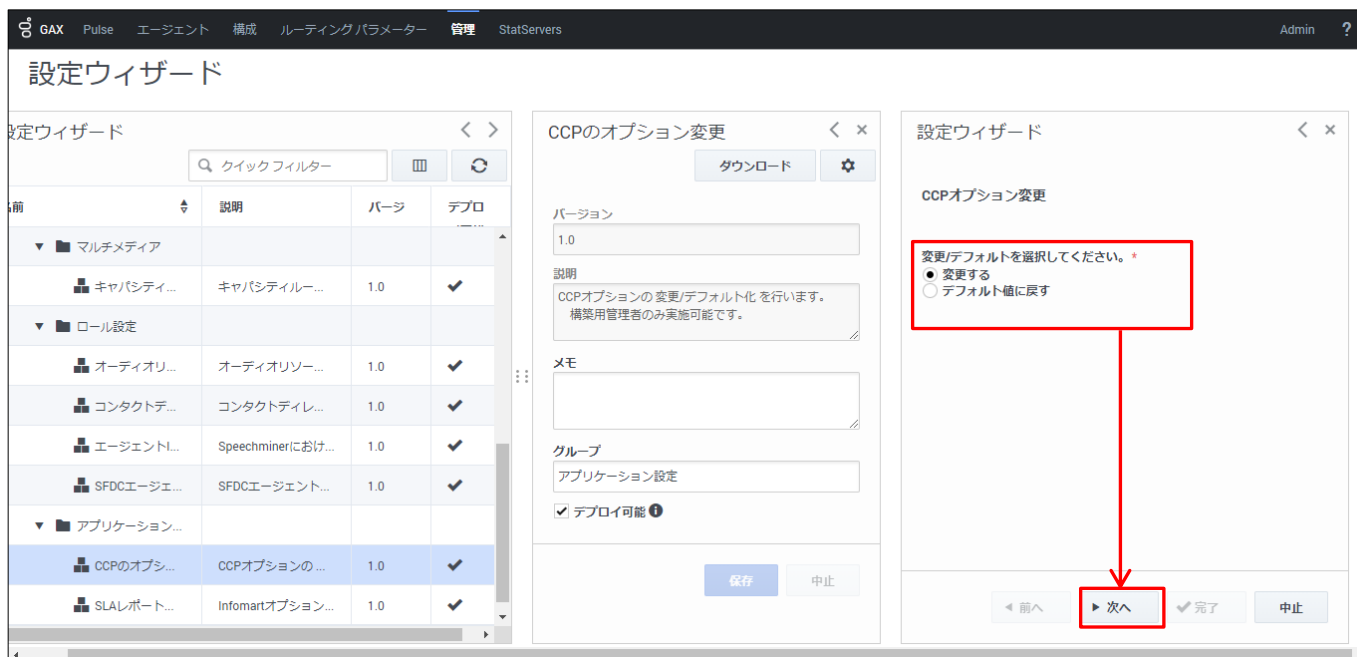 GAX Pulse エージェント 構成 ルーティング パラメーター 管理 StatServers Admin ?
設定ウィザード
設定ウィザード
クイック フィルター
名前 説明 バージ デプロ
マルチメディア
キャパシティ... キャパシティルー... 1.0
ロール設定
オーディオリ... オーディオリソー... 1.0
コンタクトデ... コンタクトディレ... 1.0
エージェントI... Speechminerにおけ... 1.0
SFDCエージェ... SFDCエージェント... 1.0
アプリケーション...
CCPのオプシ... CCPオプションの ... 1.0
SLAレポート... Infomartオプション... 1.0
CCPのオプション変更
ダウンロード
バージョン
1.0
説明
CCPオプションの 変更/デフォルト化 を行います。
構築用管理者のみ実施可能です。
メモ
グループ
アプリケーション設定
デプロイ可能
保存 中止
設定ウィザード
CCPオプション変更
変更/デフォルトを選択してください。*
変更する
デフォルト値に戻す
前へ 次へ 完了 中止